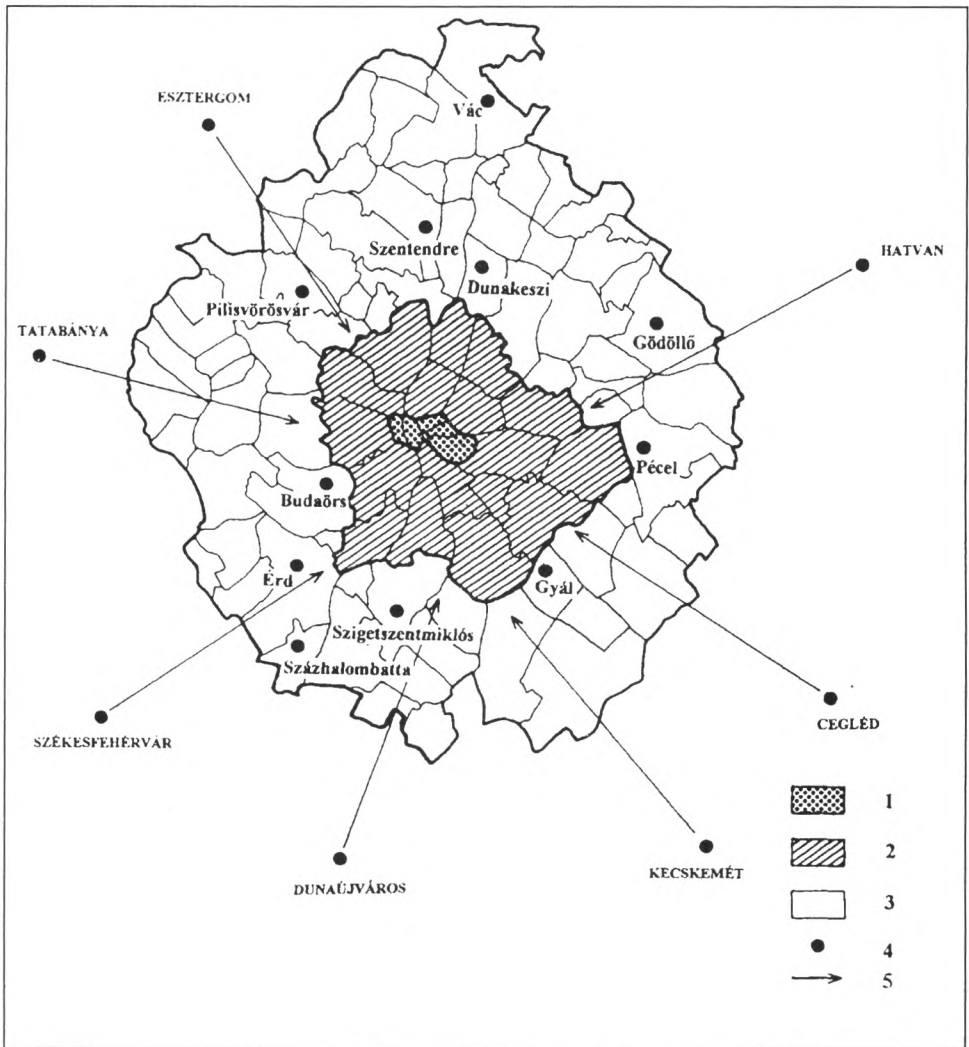 ESZTERGOM
Vác
Szentendre
HATVAN
Dunakeszi
Pilisvörösvár
TATABÁNYA
Gödöllő
Pécel
Budaörs
Érd
Gyál
Szigetszentmiklós
Százhalombatta
CEGLÉD
SZÉKESFEHÉRVÁR
1
2
KECSKEMÉT
DUNAÚJVÁROS
3
4
5